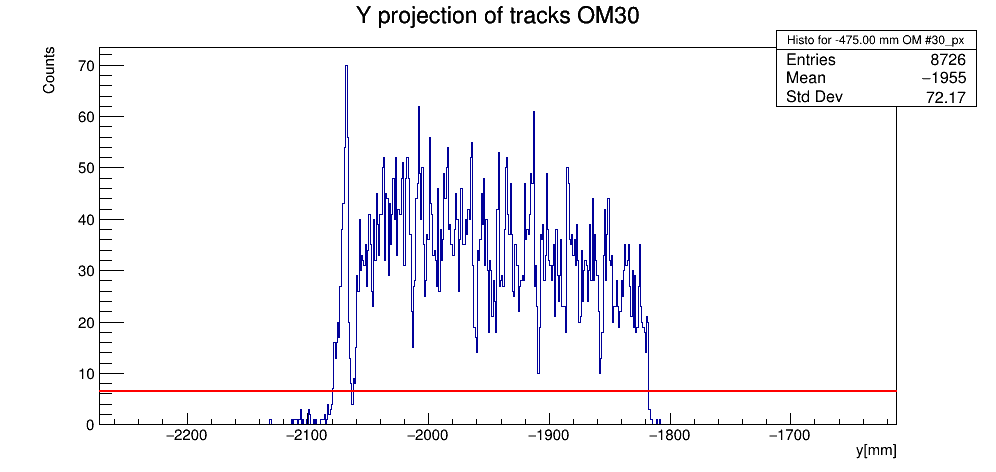 Y projection of tracks OM30
Histo for -475.00 mm OM #30_px
Entries 8726
Mean −1955
Std Dev 72.17
Counts
70
60
50
40
30
20
10
0
−2200 −2100 −2000 −1900 −1800 −1700
y[mm]